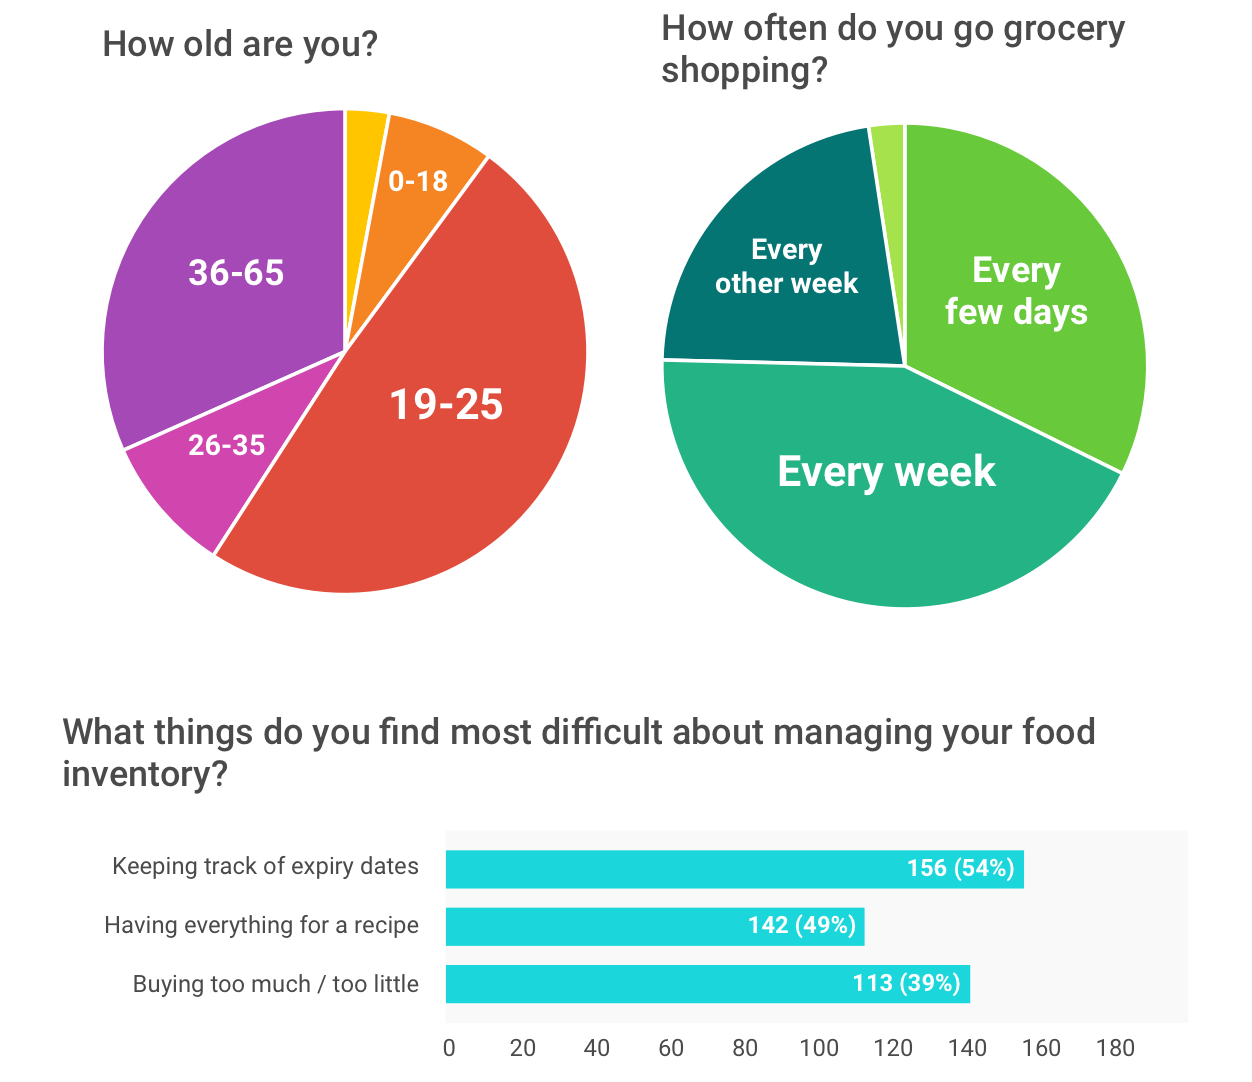 How old are you?
0-18
36-65
19-25
26-35
How often do you go grocery
shopping?
Every
other week
Every
few days
Every week
What things do you find most difficult about managing your food
inventory?
Keeping track of expiry dates
156 (54%)
Having everything for a recipe
142 (49%)
Buying too much / too little
113 (39%)
0 20 40 60 80 100 120 140 160 180